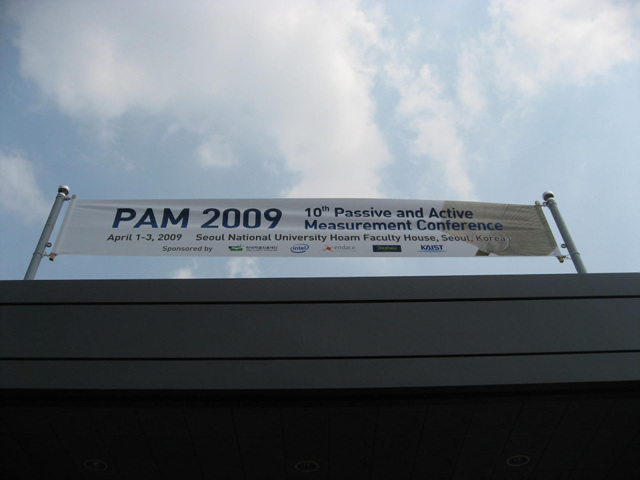 PAM 2009
10th Passive and Active
Measurement Conference
April 1-3, 2009 Seoul National University Hoam Faculty House, Seoul, Korea
Sponsored by intel endace KAIST